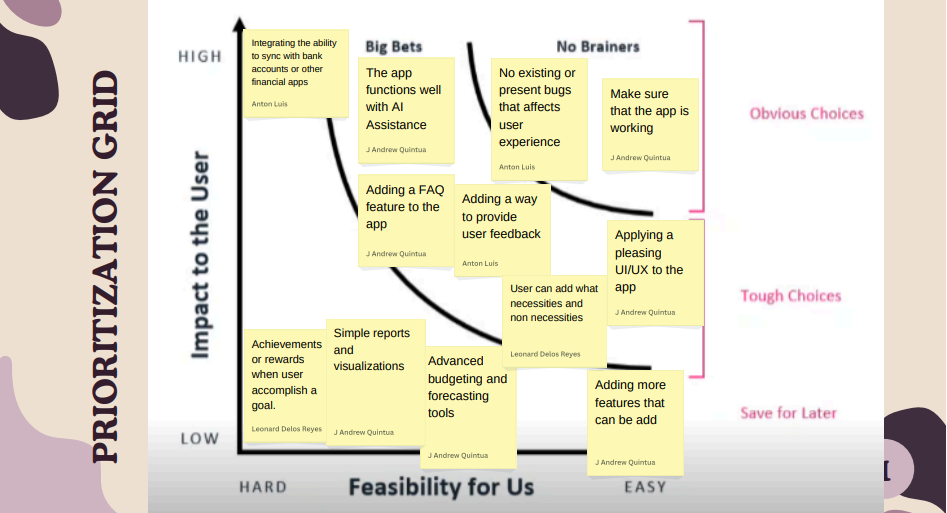 PRIORITIZATION GRID
HIGH
Impact to the User
LOW
HARD
Feasibility for Us
EASY
Big Bets
No Brainers
Obvious Choices
Tough Choices
Save for Later
Integrating the ability
to sync with bank
accounts or other
financial apps
Anton Luis
The app
functions well
with AI
Assistance
J Andrew Quintua
No existing or
present bugs
that affects
user
experience
Anton Luis
Make sure
that the app is
working
J Andrew Quintua
Adding a FAQ
feature to the
app
J Andrew Quintua
Adding a way
to provide
user feedback
Anton Luis
Applying a
pleasing
UI/UX to the
app
J Andrew Quintua
User can add what
necessities and
non necessities
Leonard Delos Reyes
Achievements
or rewards
when user
accomplish a
goal.
Leonard Delos Reyes
Simple reports
and
visualizations
J Andrew Quintua
Advanced
budgeting and
forecasting
tools
J Andrew Quintua
Adding more
features that
can be add
J Andrew Quintua